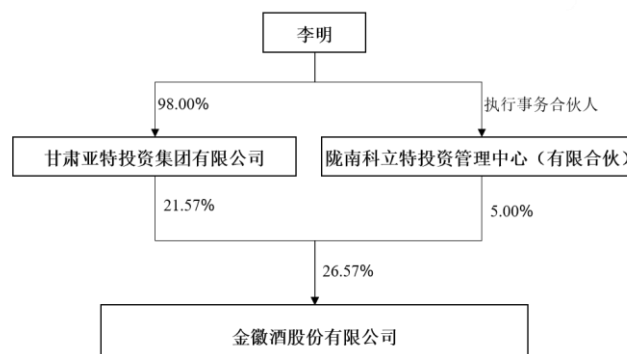 李明
98.00%
执行事务合伙人
甘肃亚特投资集团有限公司
陇南科立特投资管理中心（有限合伙）
21.57%
5.00%
26.57%
金徽酒股份有限公司